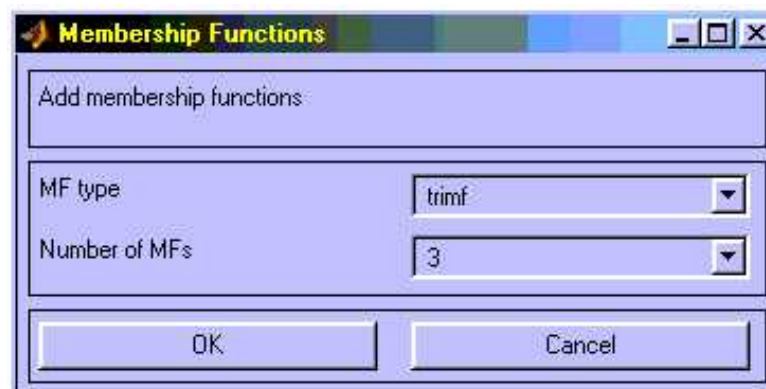 Membership Functions
Add membership functions
MF type
trimf
Number of MFs
3
OK
Cancel